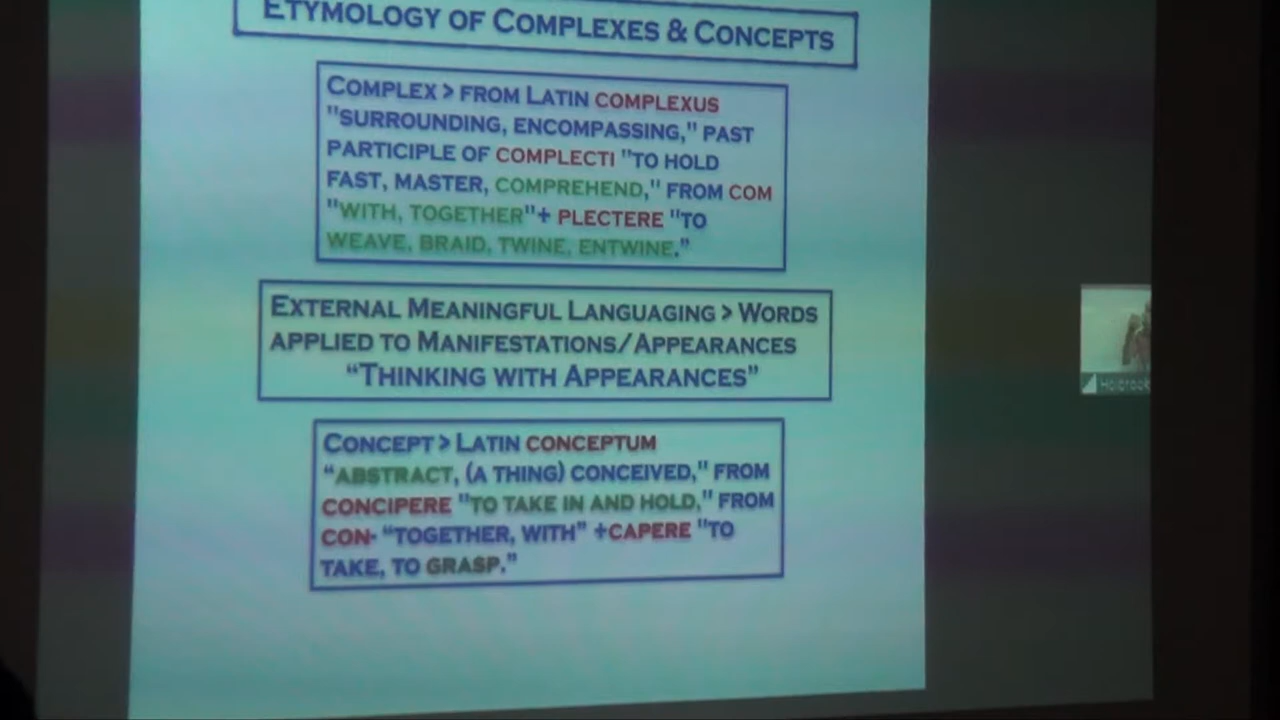 ETYMOLOGY OF COMPLEXES & CONCEPTS
COMPLEX > FROM LATIN COMPLEXUS
"SURROUNDING, ENCOMPASSING," PAST
PARTICIPLE OF COMPLECTI "TO HOLD
FAST, MASTER, COMPREHEND," FROM COM
"WITH, TOGETHER"+ PLECTERE "TO
WEAVE, BRAID, TWINE, ENTWINE."
EXTERNAL MEANINGFUL LANGUAGING > WORDS
APPLIED TO MANIFESTATIONS/APPEARANCES
"THINKING WITH APPEARANCES"
CONCEPT > LATIN CONCEPTUM
"ABSTRACT, (A THING) CONCEIVED," FROM
CONCIPERE "TO TAKE IN AND HOLD," FROM
CON- "TOGETHER, WITH" +CAPERE "TO
TAKE, TO GRASP."
Holbrook